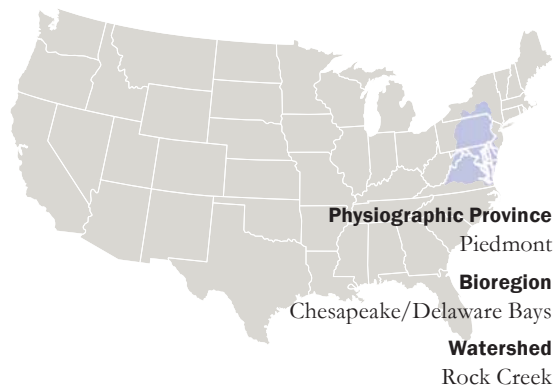 Physiographic Province
Piedmont
Bioregion
Chesapeake/Delaware Bays
Watershed
Rock Creek